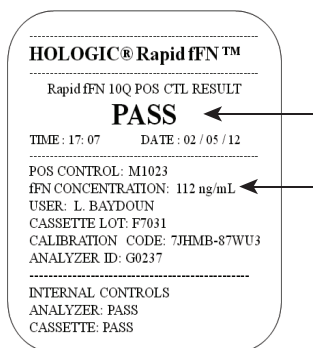 HOLOGIC® Rapid fFN ™
Rapid fFN 10Q POS CTL RESULT
PASS
TIME : 17: 07 DATE : 02 / 05 / 12
POS CONTROL: M1023
fFN CONCENTRATION: 112 ng/mL
USER: L. BAYDOUN
CASSETTE LOT: F7031
CALIBRATION CODE: 7JHMB-87WU3
ANALYZER ID: G0237
INTERNAL CONTROLS
ANALYZER: PASS
CASSETTE: PASS